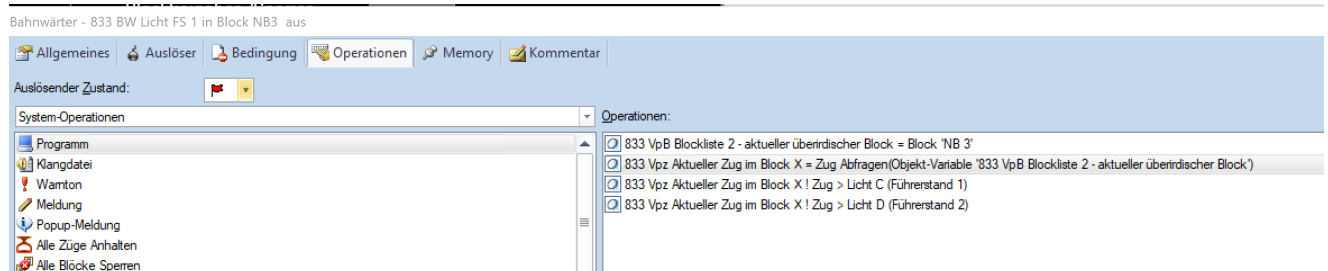 Bahnwärter - 833 BW Licht FS 1 in Block NB3 aus
Allgemeines Auslöser Bedingung Operationen Memory Kommentar
Auslösender Zustand:
System-Operationen
Operationen:
Programm
Klangdatei
Warnton
Meldung
Popup-Meldung
Alle Züge Anhalten
Alle Blöcke Sperren
833 VpB Blockliste 2 - aktueller überirdischer Block = Block 'NB 3'
833 Vpz Aktueller Zug im Block X = Zug Abfragen(Objekt-Variable '833 VpB Blockliste 2 - aktueller überirdischer Block')
833 Vpz Aktueller Zug im Block X ! Zug > Licht C (Führerstand 1)
833 Vpz Aktueller Zug im Block X ! Zug > Licht D (Führerstand 2)